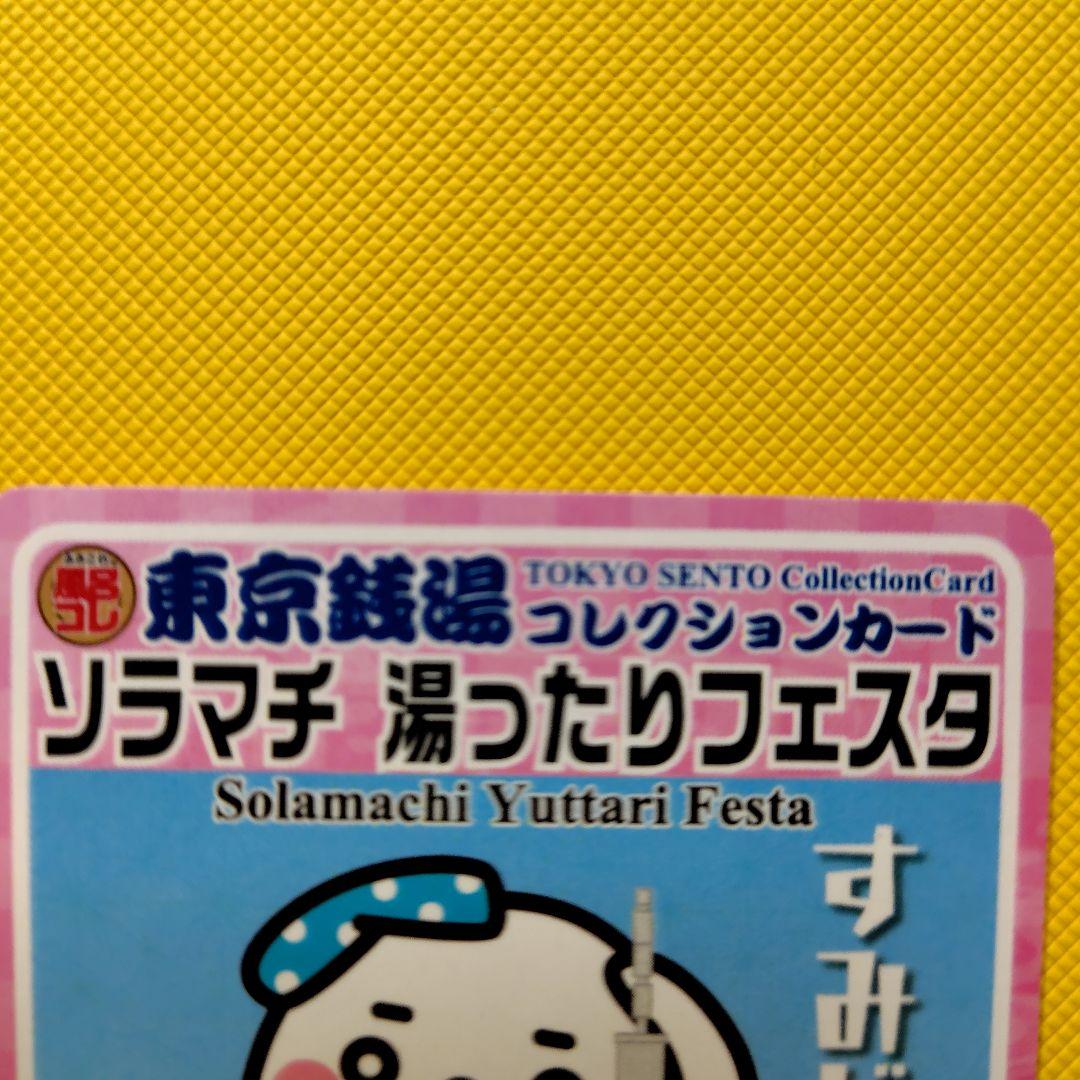 風呂
コレ
東京銭湯
TOKYO SENTO CollectionCard
コレクションカード
ソラマチ 湯ったりフェスタ
Solamachi Yuttari Festa
すみ